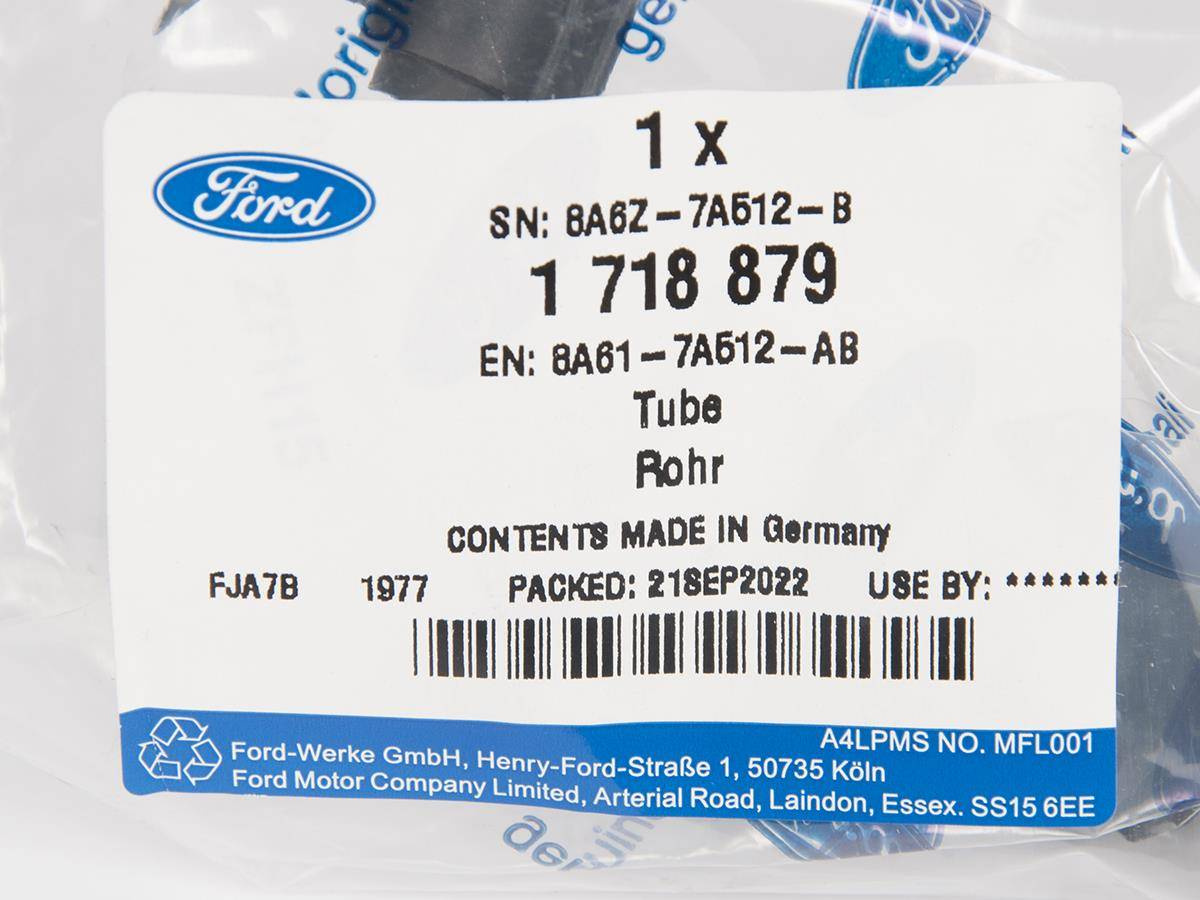 Ford
1 x
SN: 8A6Z-7A512-B
1 718 879
EN: 8A61-7A512-AB
Tube
Rohr
CONTENTS MADE IN Germany
FJA7B 1977 PACKED: 21SEP2022 USE BY: *******
A4LPMS NO. MFL001
Ford-Werke GmbH, Henry-Ford-Straße 1, 50735 Köln
Ford Motor Company Limited, Arterial Road, Laindon, Essex. SS15 6EE